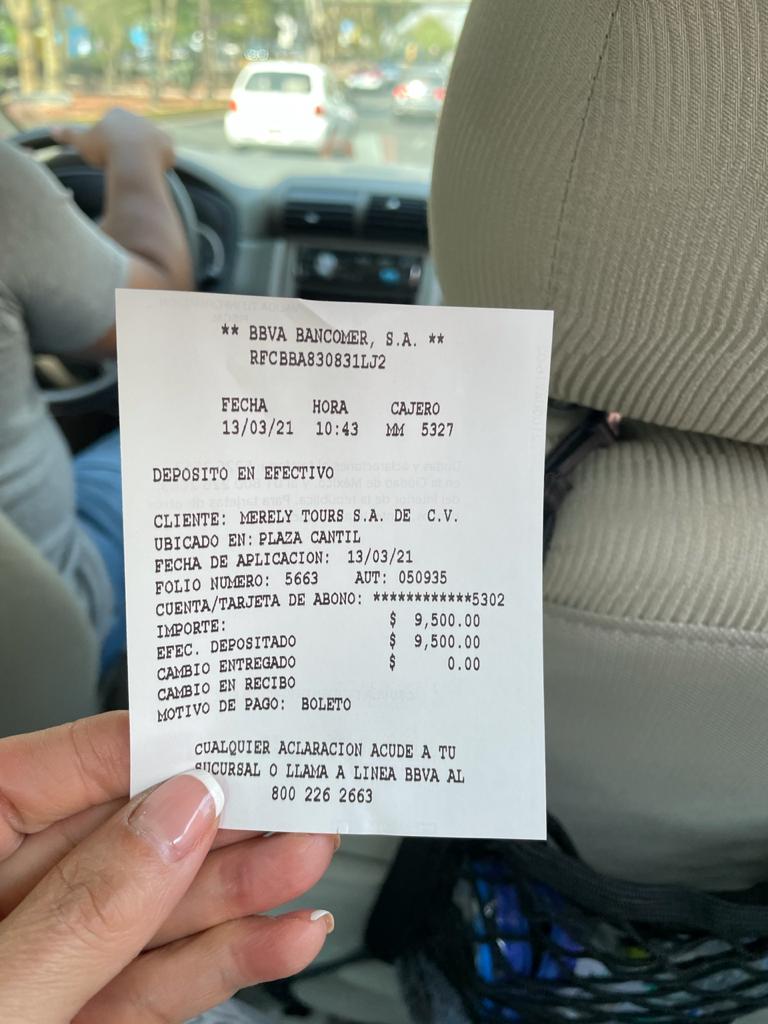 ** BBVA BANCOMER, S.A. **
RFCBBA830831LJ2
FECHA HORA CAJERO
13/03/21 10:43 MM 5327
DEPOSITO EN EFECTIVO
CLIENTE: MERELY TOURS S.A. DE C.V.
UBICADO EN: PLAZA CANTIL
FECHA DE APLICACION: 13/03/21
FOLIO NUMERO: 5663 AUT: 050935
CUENTA/TARJETA DE ABONO: ************5302
IMPORTE: $ 9,500.00
EFEC. DEPOSITADO $ 9,500.00
CAMBIO ENTREGADO $ 0.00
CAMBIO EN RECIBO
MOTIVO DE PAGO: BOLETO
CUALQUIER ACLARACION ACUDE A TU
SUCURSAL O LLAMA A LINEA BBVA AL
800 226 2663